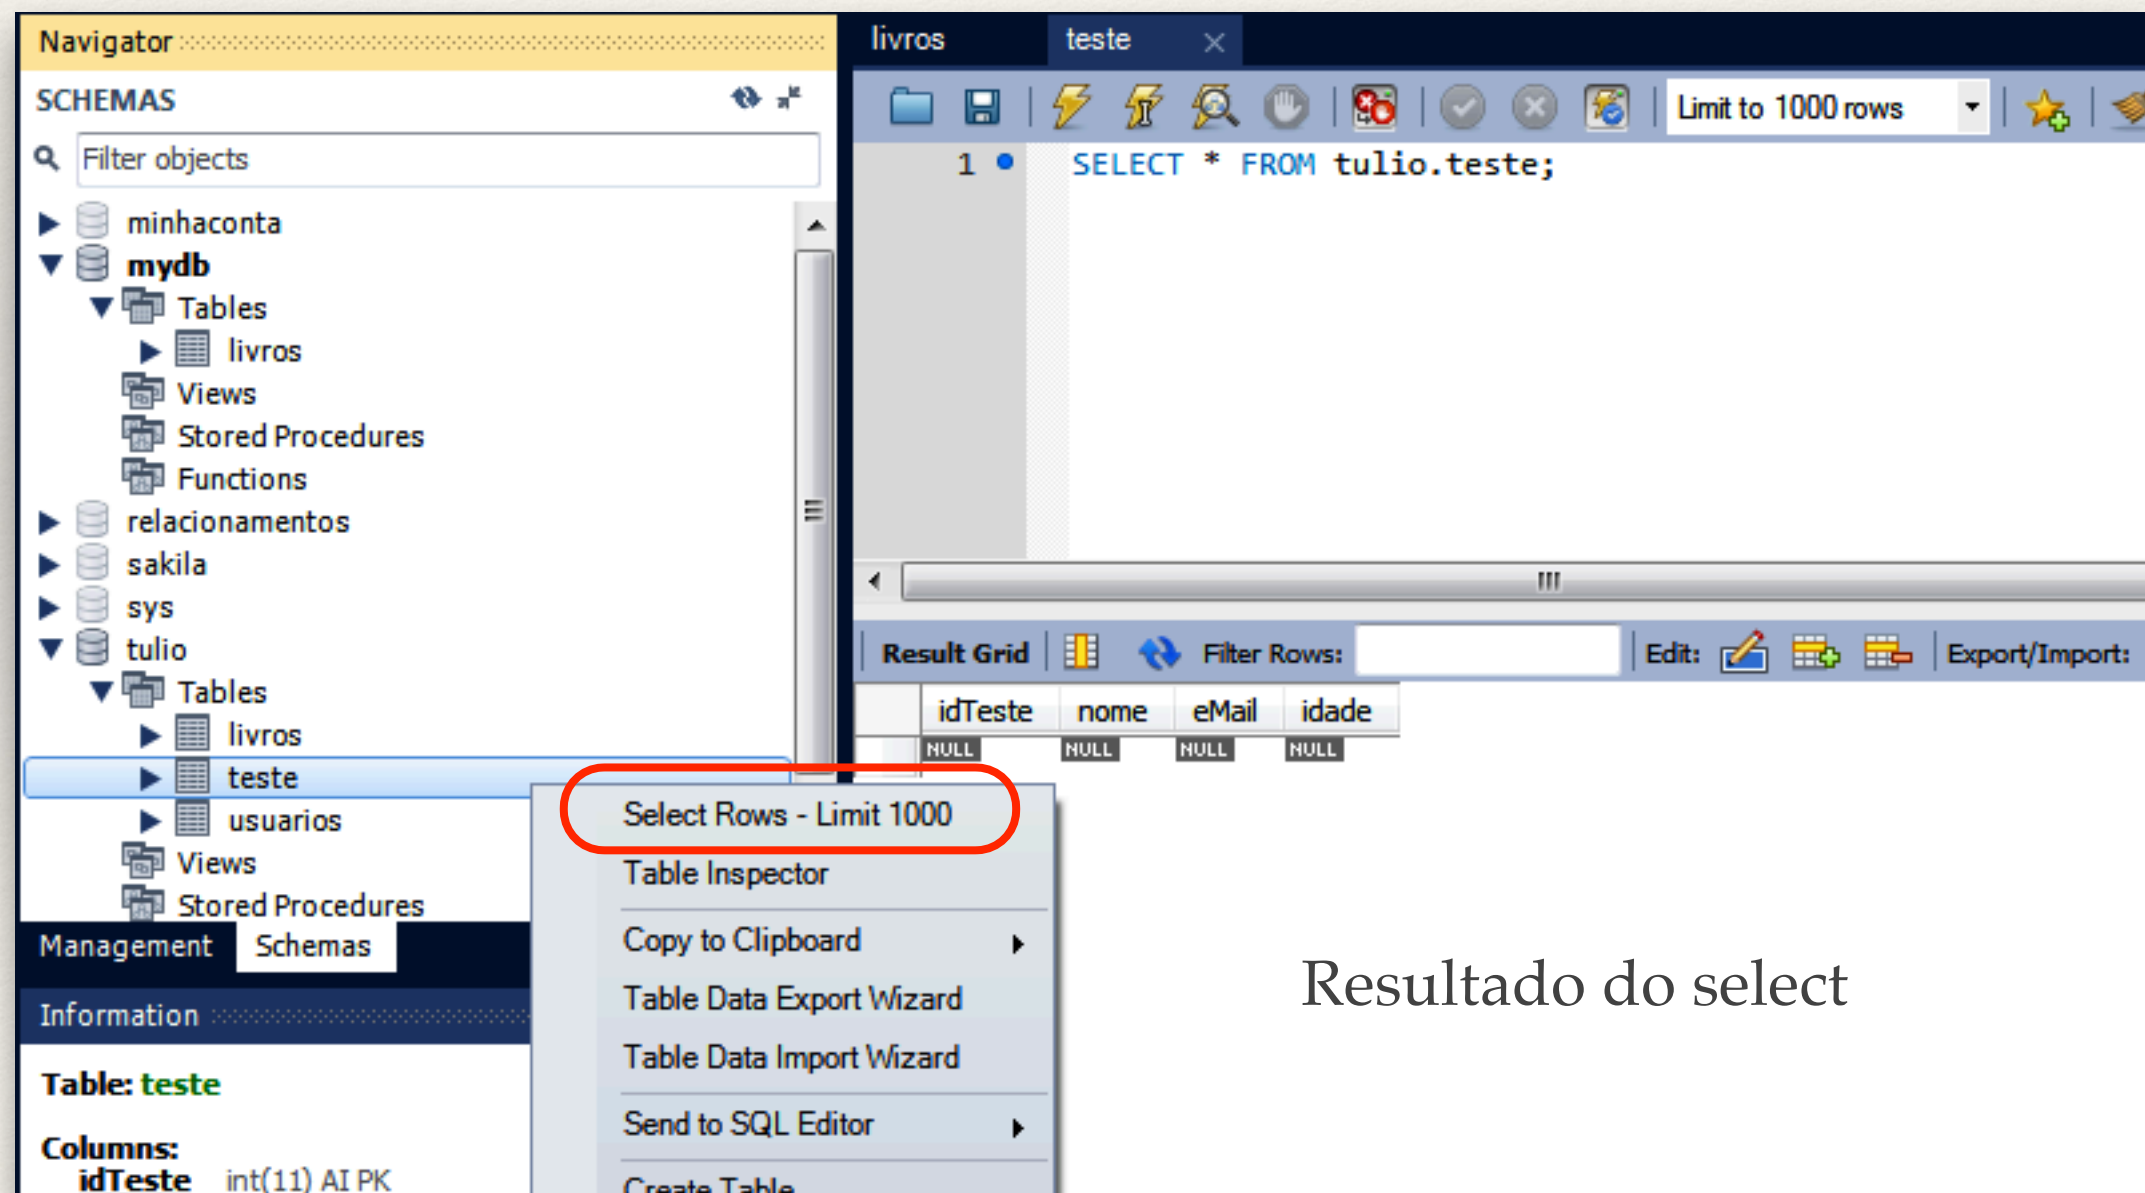 Navigator
SCHEMAS
Filter objects
minhaconta
mydb
Tables
livros
Views
Stored Procedures
Functions
relacionamentos
sakila
sys
tulio
Tables
livros
teste
usuarios
Views
Stored Procedures
Management Schemas
Information
Table: teste
Columns:
idTeste int(11) AI PK
Select Rows - Limit 1000
Table Inspector
Copy to Clipboard
Table Data Export Wizard
Table Data Import Wizard
Send to SQL Editor
Create Table
livros teste
Limit to 1000 rows
1 SELECT * FROM tulio.teste;
Result Grid Filter Rows: Edit: Export/Import:
idTeste nome eMail idade
NULL NULL NULL NULL
Resultado do select